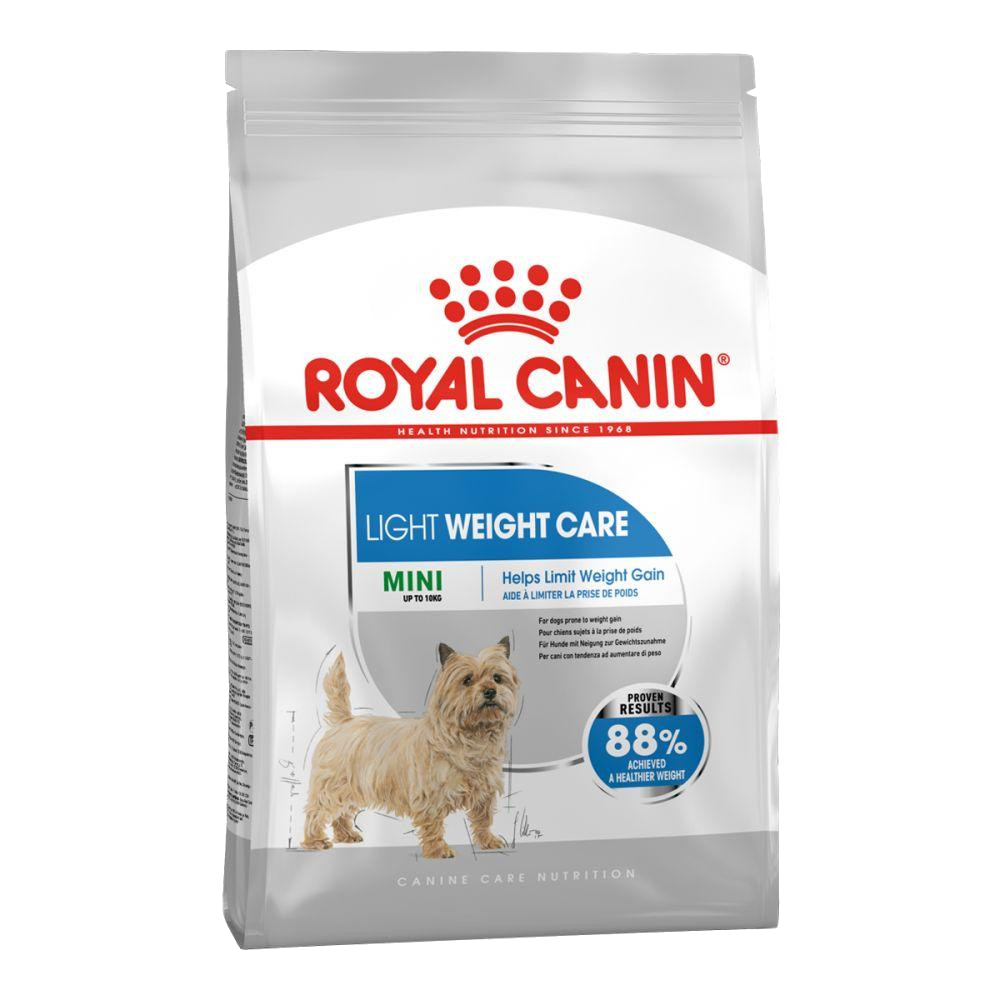 ROYAL CANIN®
HEALTH NUTRITION SINCE 1968
LIGHT WEIGHT CARE
MINI
UP TO 10KG
Helps Limit Weight Gain
AIDE À LIMITER LA PRISE DE POIDS
For dogs prone to weight gain
Pour chiens sujets à la prise de poids
Für Hunde mit Neigung zur Gewichtszunahme
Per cani con tendenza ad aumentare di peso
PROVEN
RESULTS
88%
ACHIEVED
A HEALTHIER WEIGHT
CANINE CARE NUTRITION